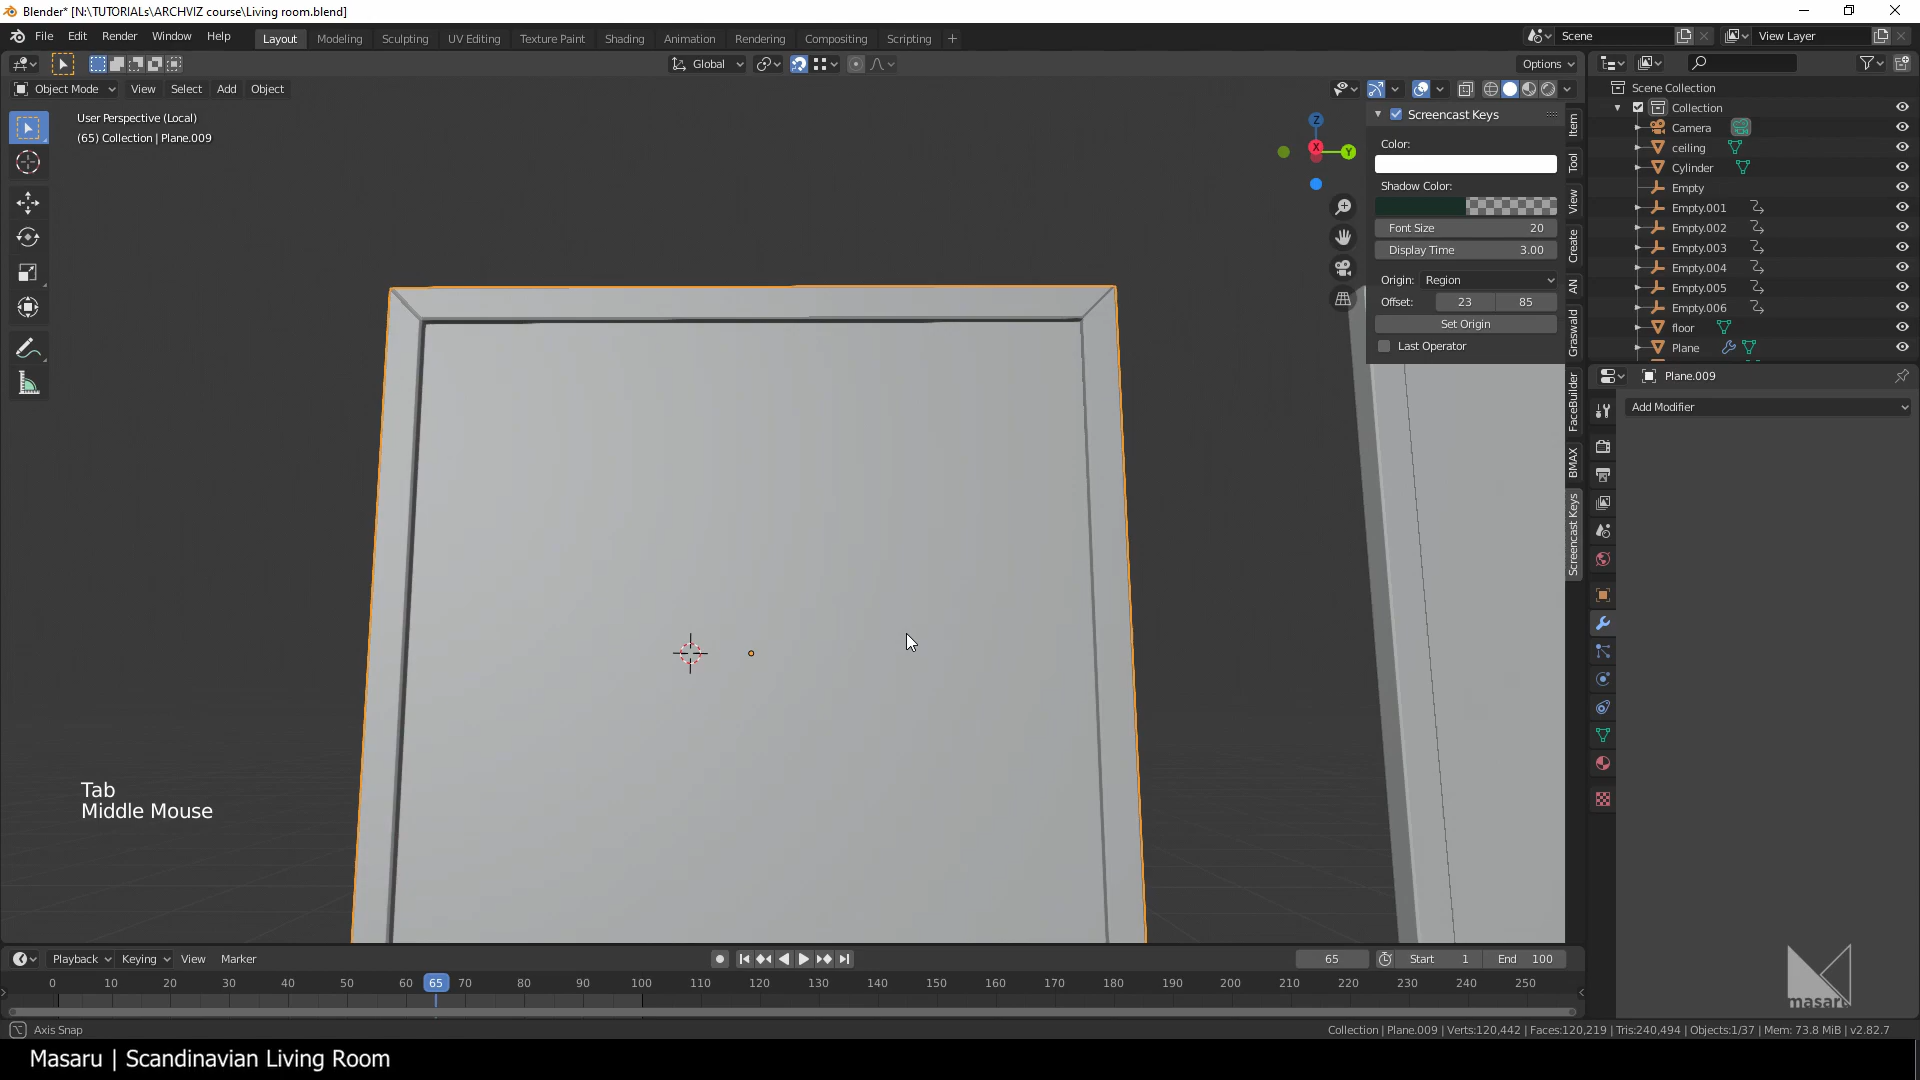 Blender* [N:\TUTORIALs\ARCHVIZ course\Living room.blend]
File Edit Render Window Help
Layout Modeling Sculpting UV Editing Texture Paint Shading Animation Rendering Compositing Scripting +
Scene
View Layer
Global
Options
Object Mode View Select Add Object
User Perspective (Local)
(65) Collection | Plane.009
Z
X
Y
Screencast Keys
Color:
Shadow Color:
Font Size 20
Display Time 3.00
Origin: Region
Offset: 23 85
Set Origin
Last Operator
Item
Tool
View
Create
AN
Graswald
FaceBuilder
BMAX
Screencast Keys
Scene Collection
Collection
Camera
ceiling
Cylinder
Empty
Empty.001
Empty.002
Empty.003
Empty.004
Empty.005
Empty.006
floor
Plane
Plane.009
Add Modifier
Tab
Middle Mouse
Playback Keying View Marker
65
Start 1
End 100
0 10 20 30 40 50 60 65 70 80 90 100 110 120 130 140 150 160 170 180 190 200 210 220 230 240 250
masaru
Axis Snap
Collection | Plane.009 | Verts:120,442 | Faces:120,219 | Tris:240,494 | Objects:1/37 | Mem: 73.8 MiB | v2.82.7
Masaru | Scandinavian Living Room